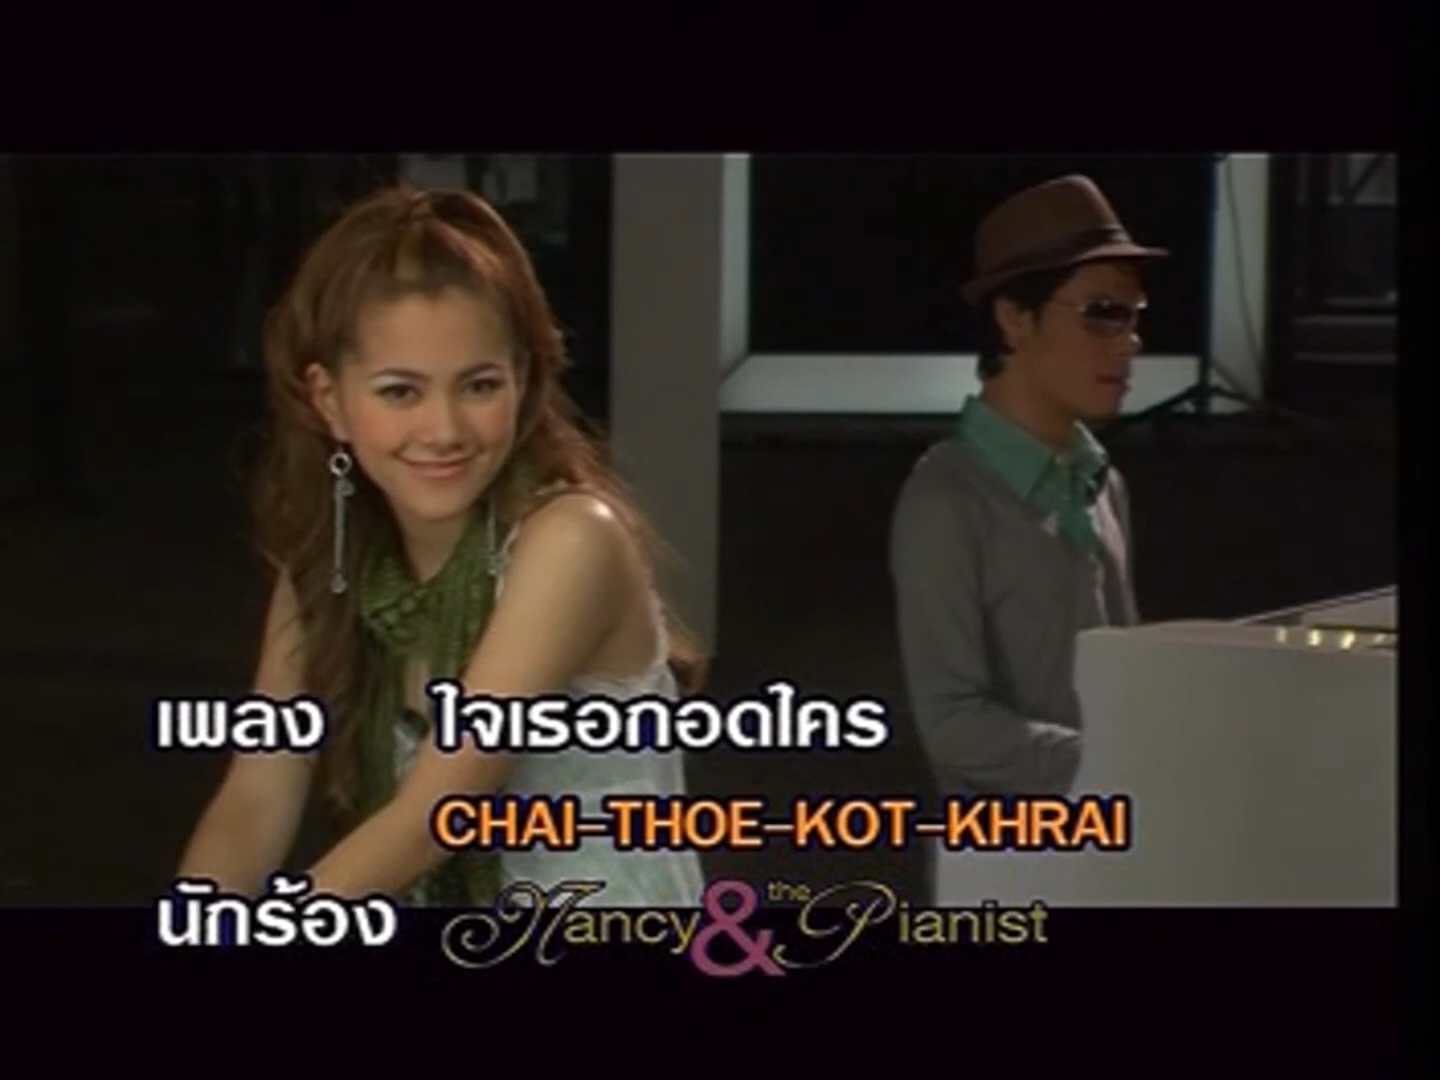 เพลง ใจเธอกอดใคร
CHAI-THOE-KOT-KHRAI
นักร้อง Nancy & the Pianist